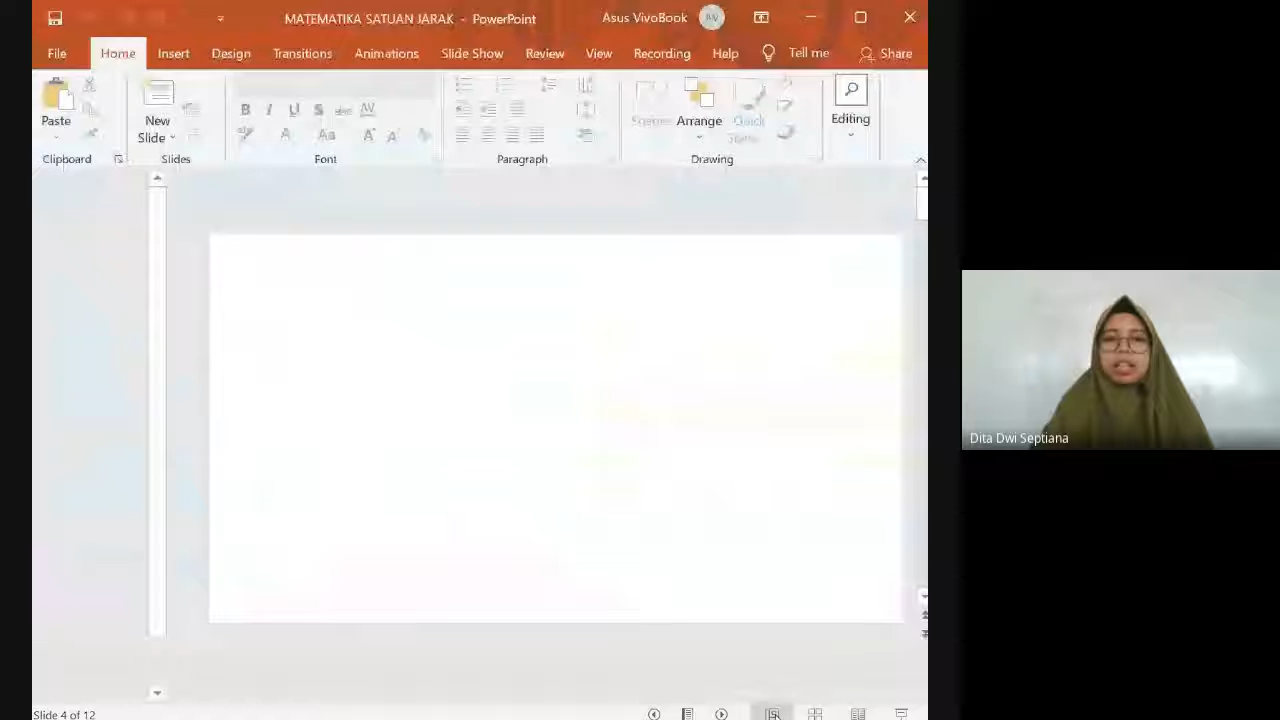 MATEMATIKA SATUAN JARAK - PowerPoint
Asus VivoBook
File
Home
Insert
Design
Transitions
Animations
Slide Show
Review
View
Recording
Help
Tell me
Share
Paste
New
Slide
Arrange
Quick
Editing
Clipboard
Slides
Font
Paragraph
Drawing
Dita Dwi Septiana
Slide 4 of 12